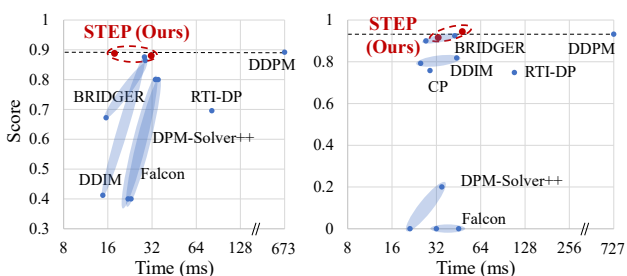 STEP (Ours)
Score
1
0.9
0.8
0.7
0.6
0.5
0.4
0.3
DDPM
BRIDGER
RTI-DP
DPM-Solver++
DDIM
Falcon
8 16 32 64 128 // 673
Time (ms)
STEP
(Ours)
1
0.8
0.6
0.4
0.2
0
BRIDGER
DDPM
DDIM
RTI-DP
CP
DPM-Solver++
Falcon
8 16 32 64 128 256 // 727
Time (ms)